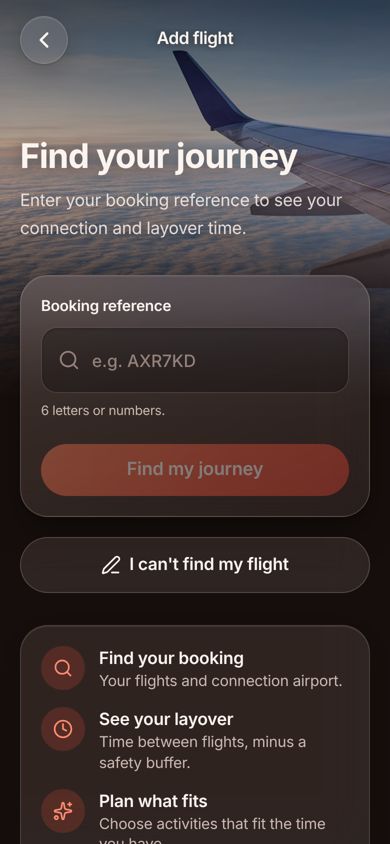 Add flight
Find your journey
Enter your booking reference to see your
connection and layover time.
Booking reference
e.g. AXR7KD
6 letters or numbers.
Find my journey
I can't find my flight
Find your booking
Your flights and connection airport.
See your layover
Time between flights, minus a
safety buffer.
Plan what fits
Choose activities that fit the time
you have